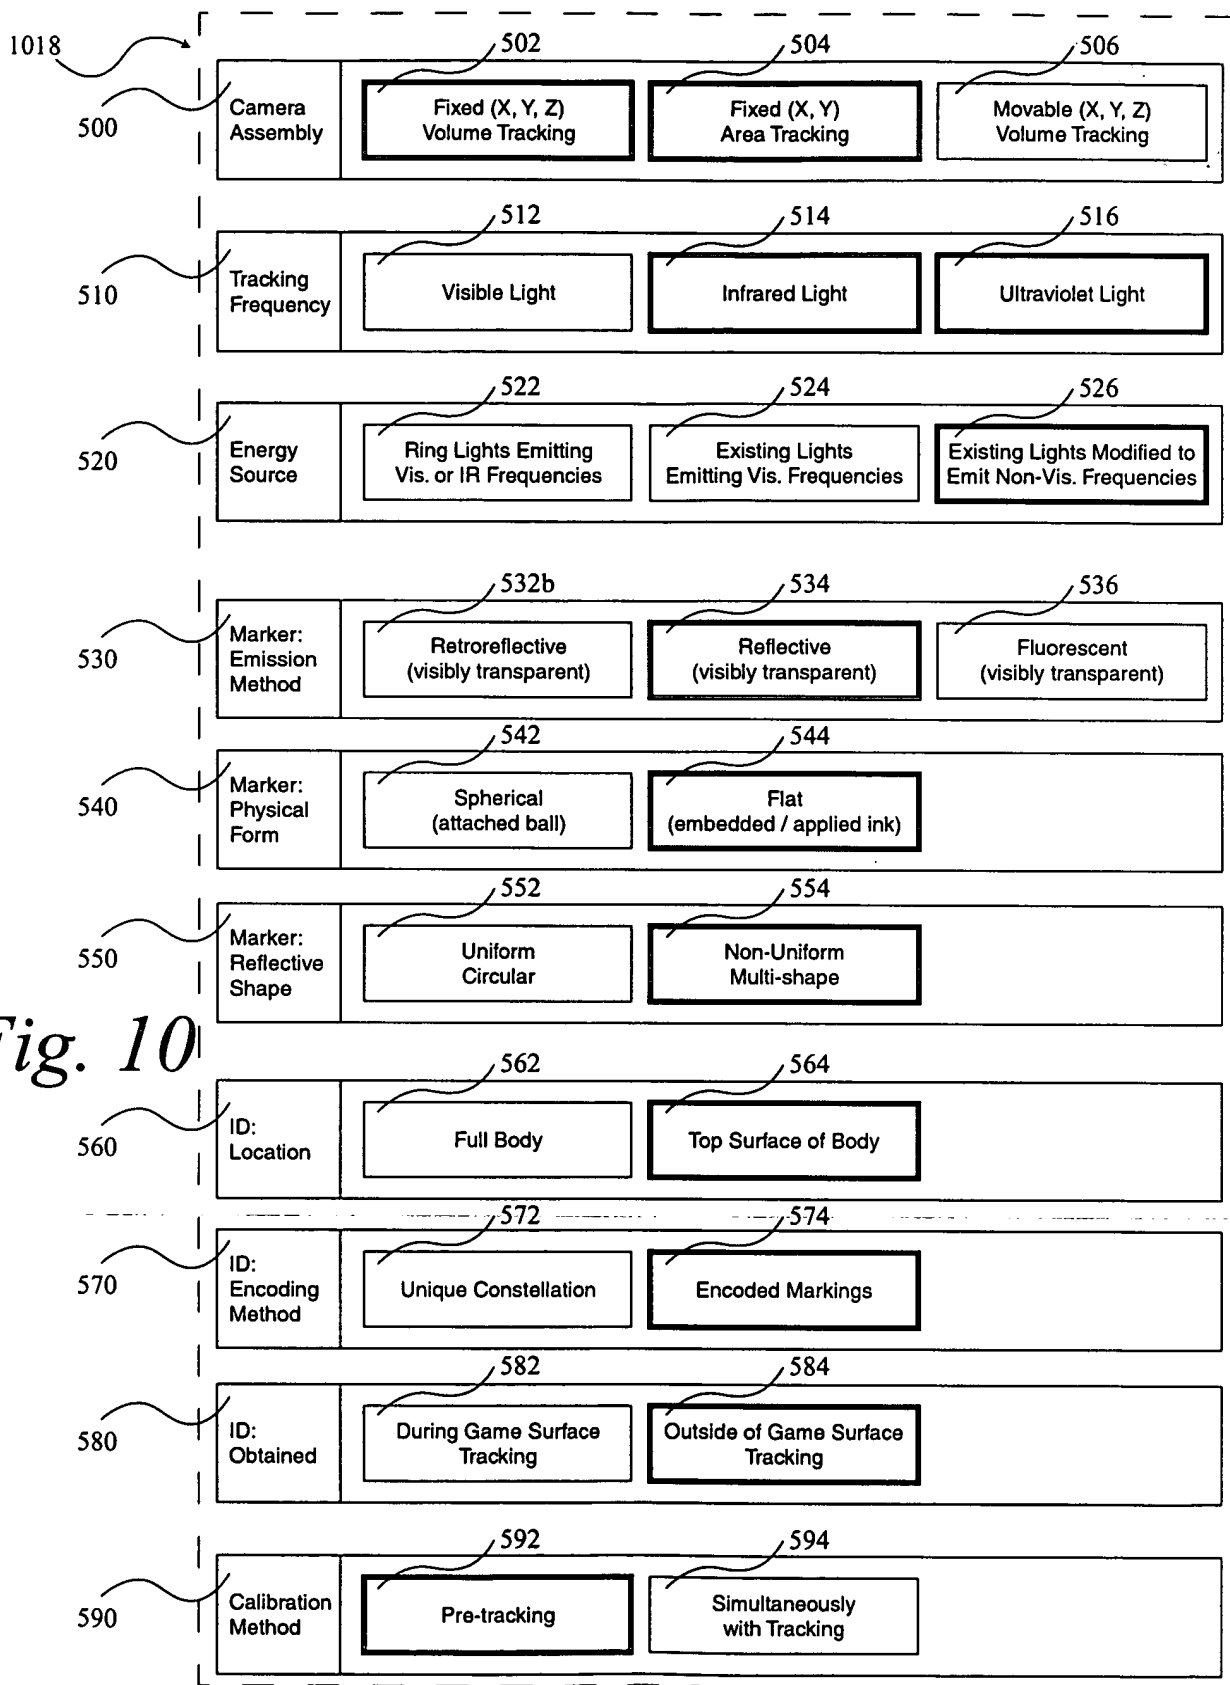 1018
502
504
506
500
Camera
Assembly
Fixed (X, Y, Z)
Volume Tracking
Fixed (X, Y)
Area Tracking
Movable (X, Y, Z)
Volume Tracking
512
514
516
510
Tracking
Frequency
Visible Light
Infrared Light
Ultraviolet Light
522
524
526
520
Energy
Source
Ring Lights Emitting
Vis. or IR Frequencies
Existing Lights
Emitting Vis. Frequencies
Existing Lights Modified to
Emit Non-Vis. Frequencies
532b
534
536
530
Marker:
Emission
Method
Retroreflective
(visibly transparent)
Reflective
(visibly transparent)
Fluorescent
(visibly transparent)
542
544
540
Marker:
Physical
Form
Spherical
(attached ball)
Flat
(embedded / applied ink)
552
554
550
Marker:
Reflective
Shape
Uniform
Circular
Non-Uniform
Multi-shape
Fig. 10
562
564
560
ID:
Location
Full Body
Top Surface of Body
572
574
570
ID:
Encoding
Method
Unique Constellation
Encoded Markings
582
584
580
ID:
Obtained
During Game Surface
Tracking
Outside of Game Surface
Tracking
592
594
590
Calibration
Method
Pre-tracking
Simultaneously
with Tracking